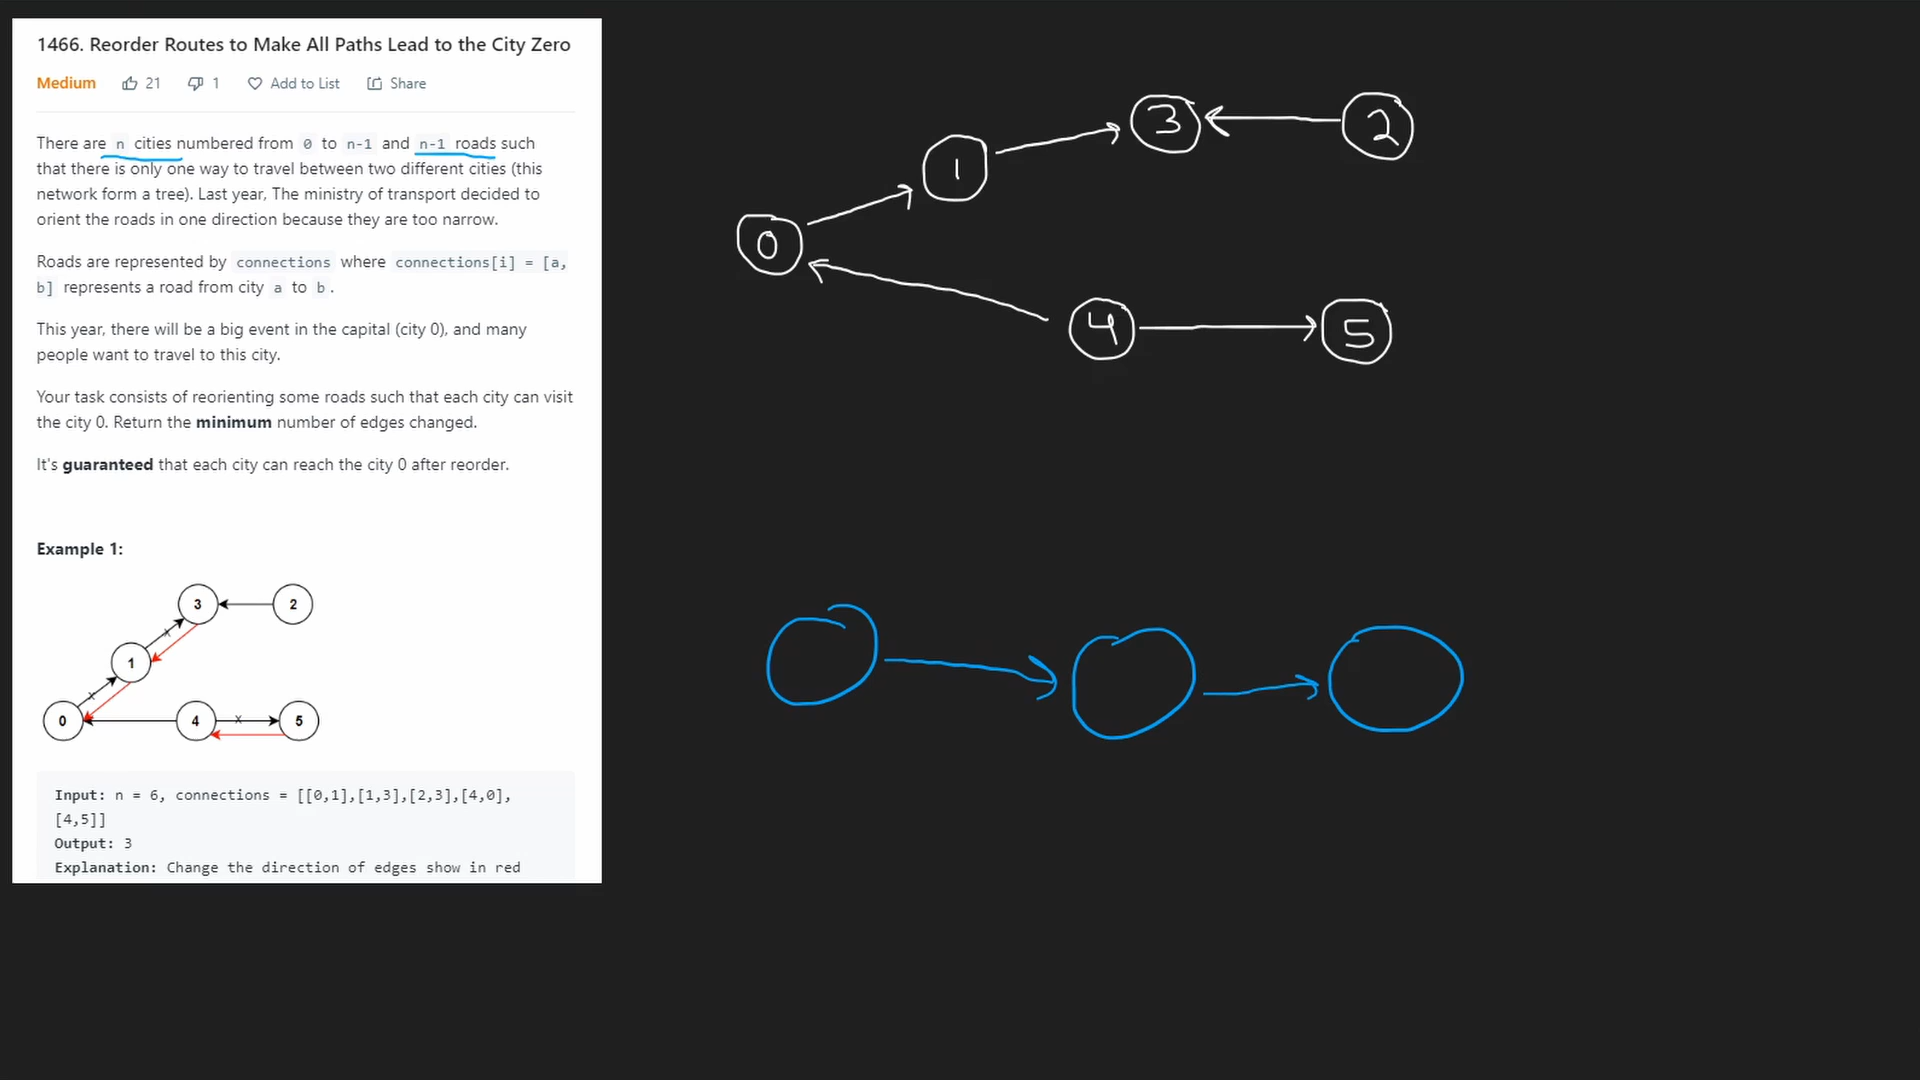 1466. Reorder Routes to Make All Paths Lead to the City Zero
Medium 21 1 Add to List Share
There are n cities numbered from 0 to n-1 and n-1 roads such
that there is only one way to travel between two different cities (this
network form a tree). Last year, The ministry of transport decided to
orient the roads in one direction because they are too narrow.
Roads are represented by connections where connections[i] = [a,
b] represents a road from city a to b.
This year, there will be a big event in the capital (city 0), and many
people want to travel to this city.
Your task consists of reorienting some roads such that each city can visit
the city 0. Return the minimum number of edges changed.
It's guaranteed that each city can reach the city 0 after reorder.
Example 1:
3 2
1
0 4 5
Input: n = 6, connections = [[0,1],[1,3],[2,3],[4,0],
[4,5]]
Output: 3
Explanation: Change the direction of edges show in red
3 2
1
0
4 5